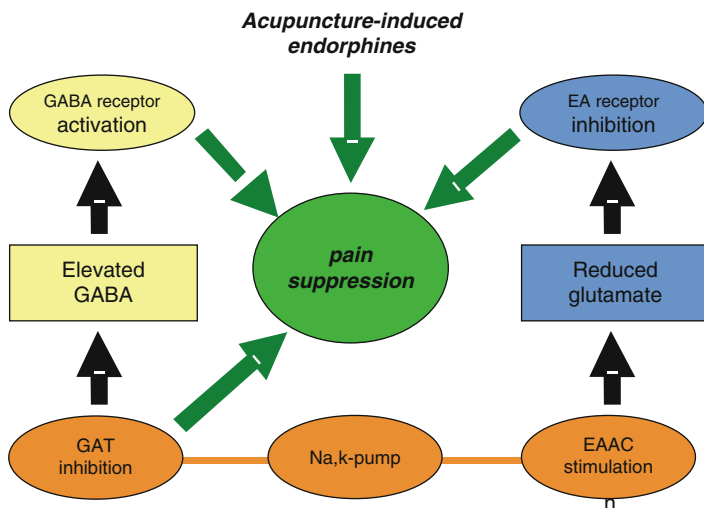 Acupuncture-induced
endorphines
GABA receptor
activation
EA receptor
inhibition
pain
suppression
Elevated
GABA
Reduced
glutamate
GAT
inhibition
Na,k-pump
EAAC
stimulation
n